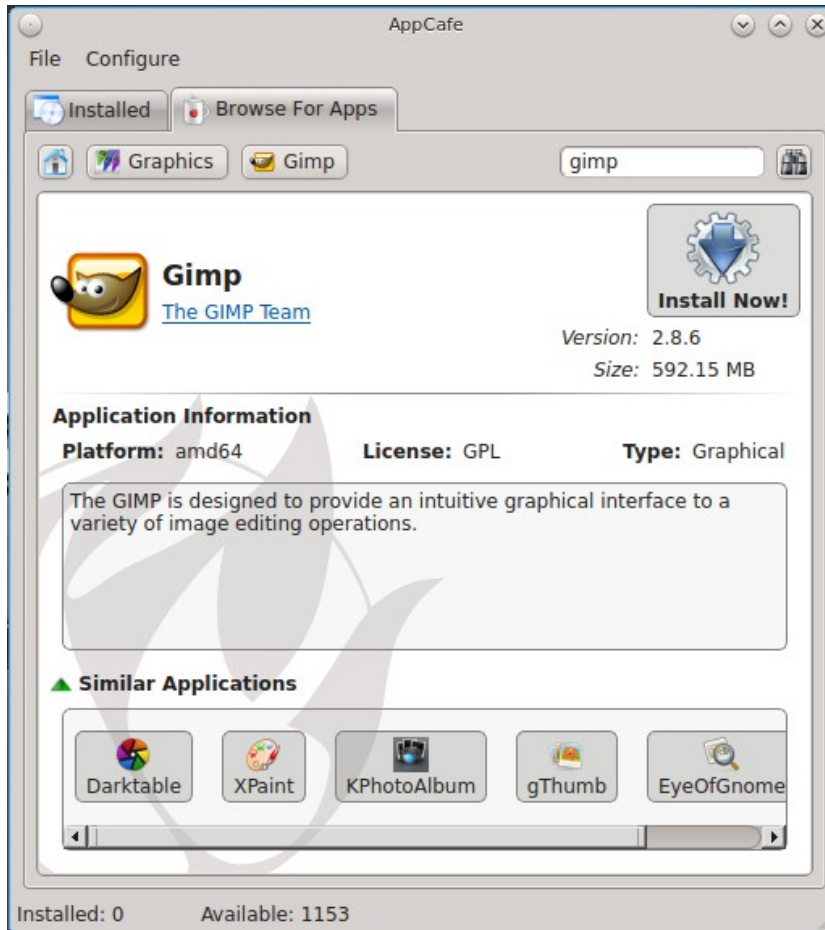 AppCafe
File Configure
Installed Browse For Apps
Graphics Gimp gimp
Gimp
The GIMP Team
Install Now!
Version: 2.8.6
Size: 592.15 MB
Application Information
Platform: amd64 License: GPL Type: Graphical
The GIMP is designed to provide an intuitive graphical interface to a
variety of image editing operations.
Similar Applications
Darktable XPaint KPhotoAlbum gThumb EyeOfGnome
Installed: 0 Available: 1153